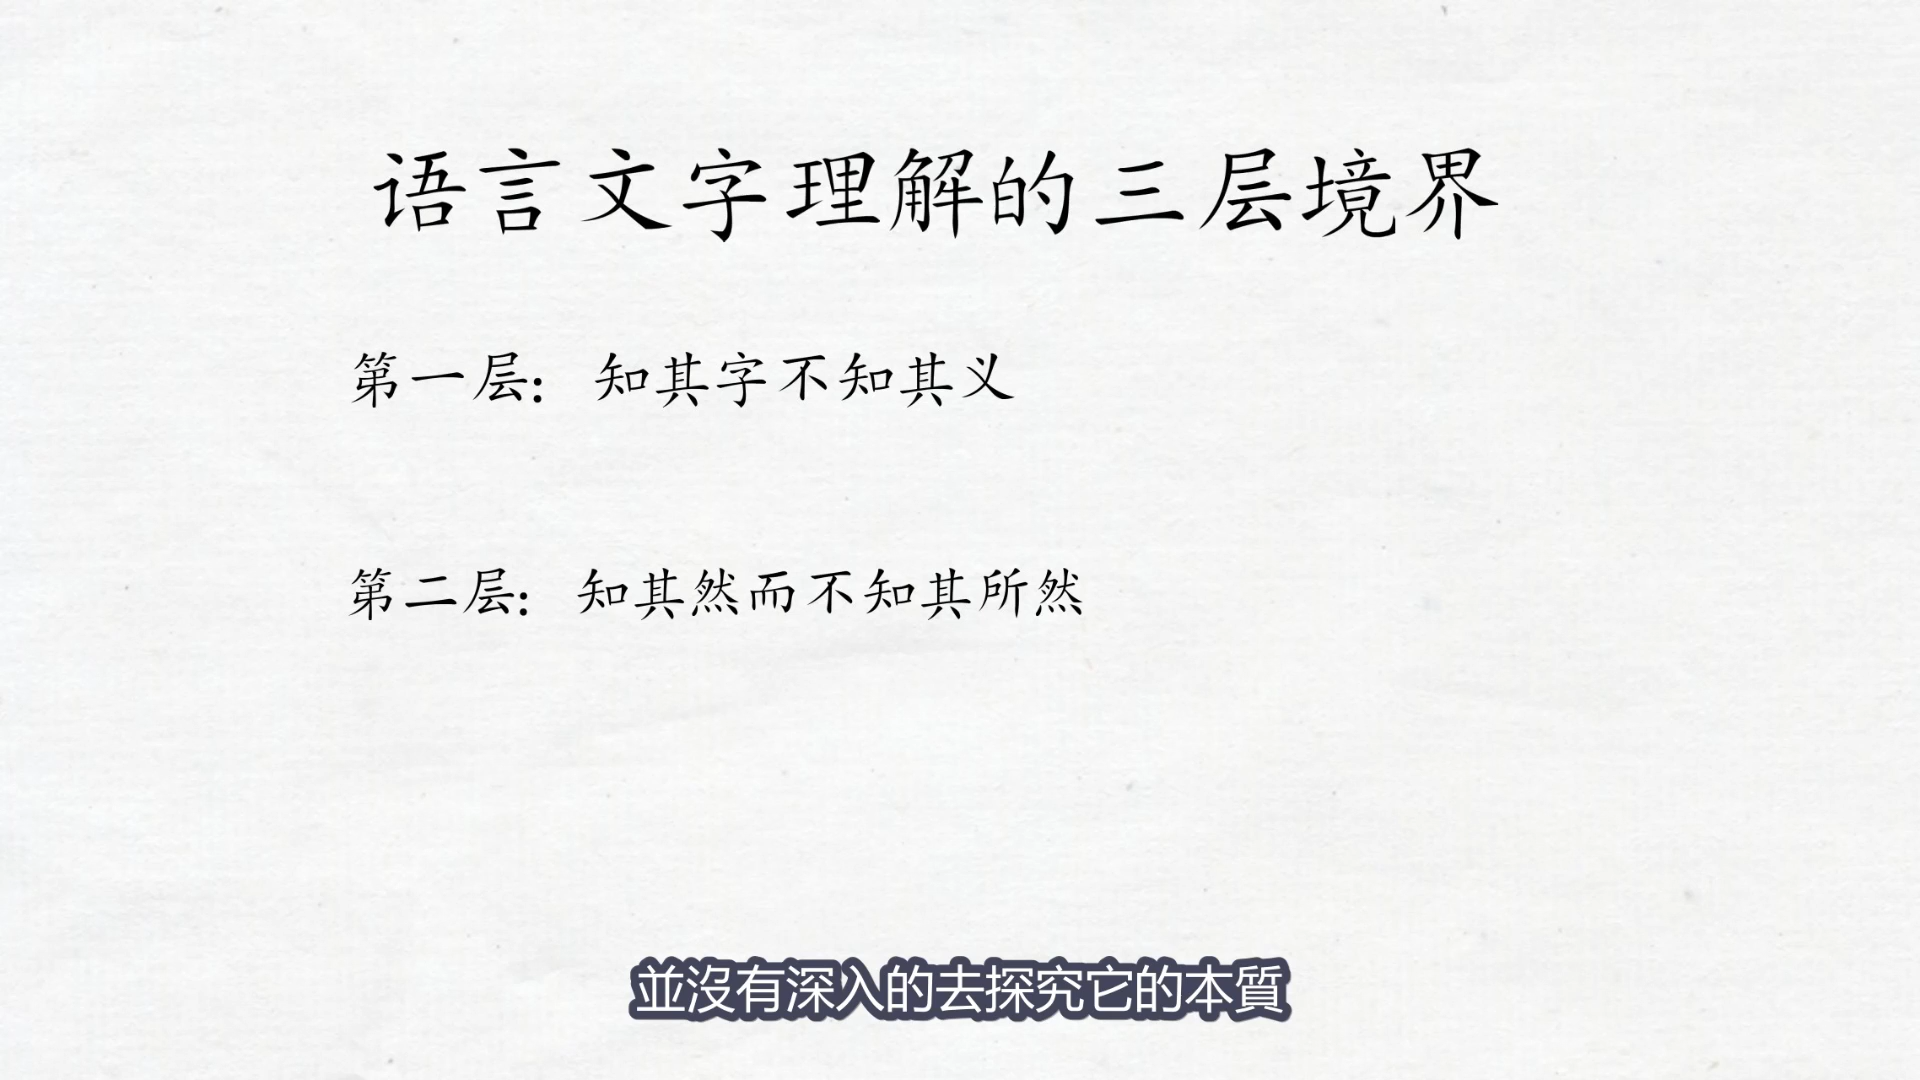 语言文字理解的三层境界
第一层：知其字不知其义
第二层：知其然而不知其所然
並沒有深入的去探究它的本質